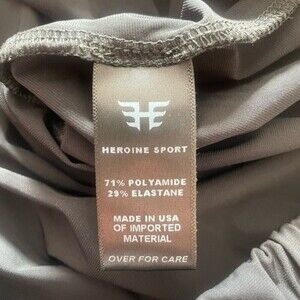 HEROINE SPORT
71% POLYAMIDE
29% ELASTANE
MADE IN USA
OF IMPORTED
MATERIAL
OVER FOR CARE